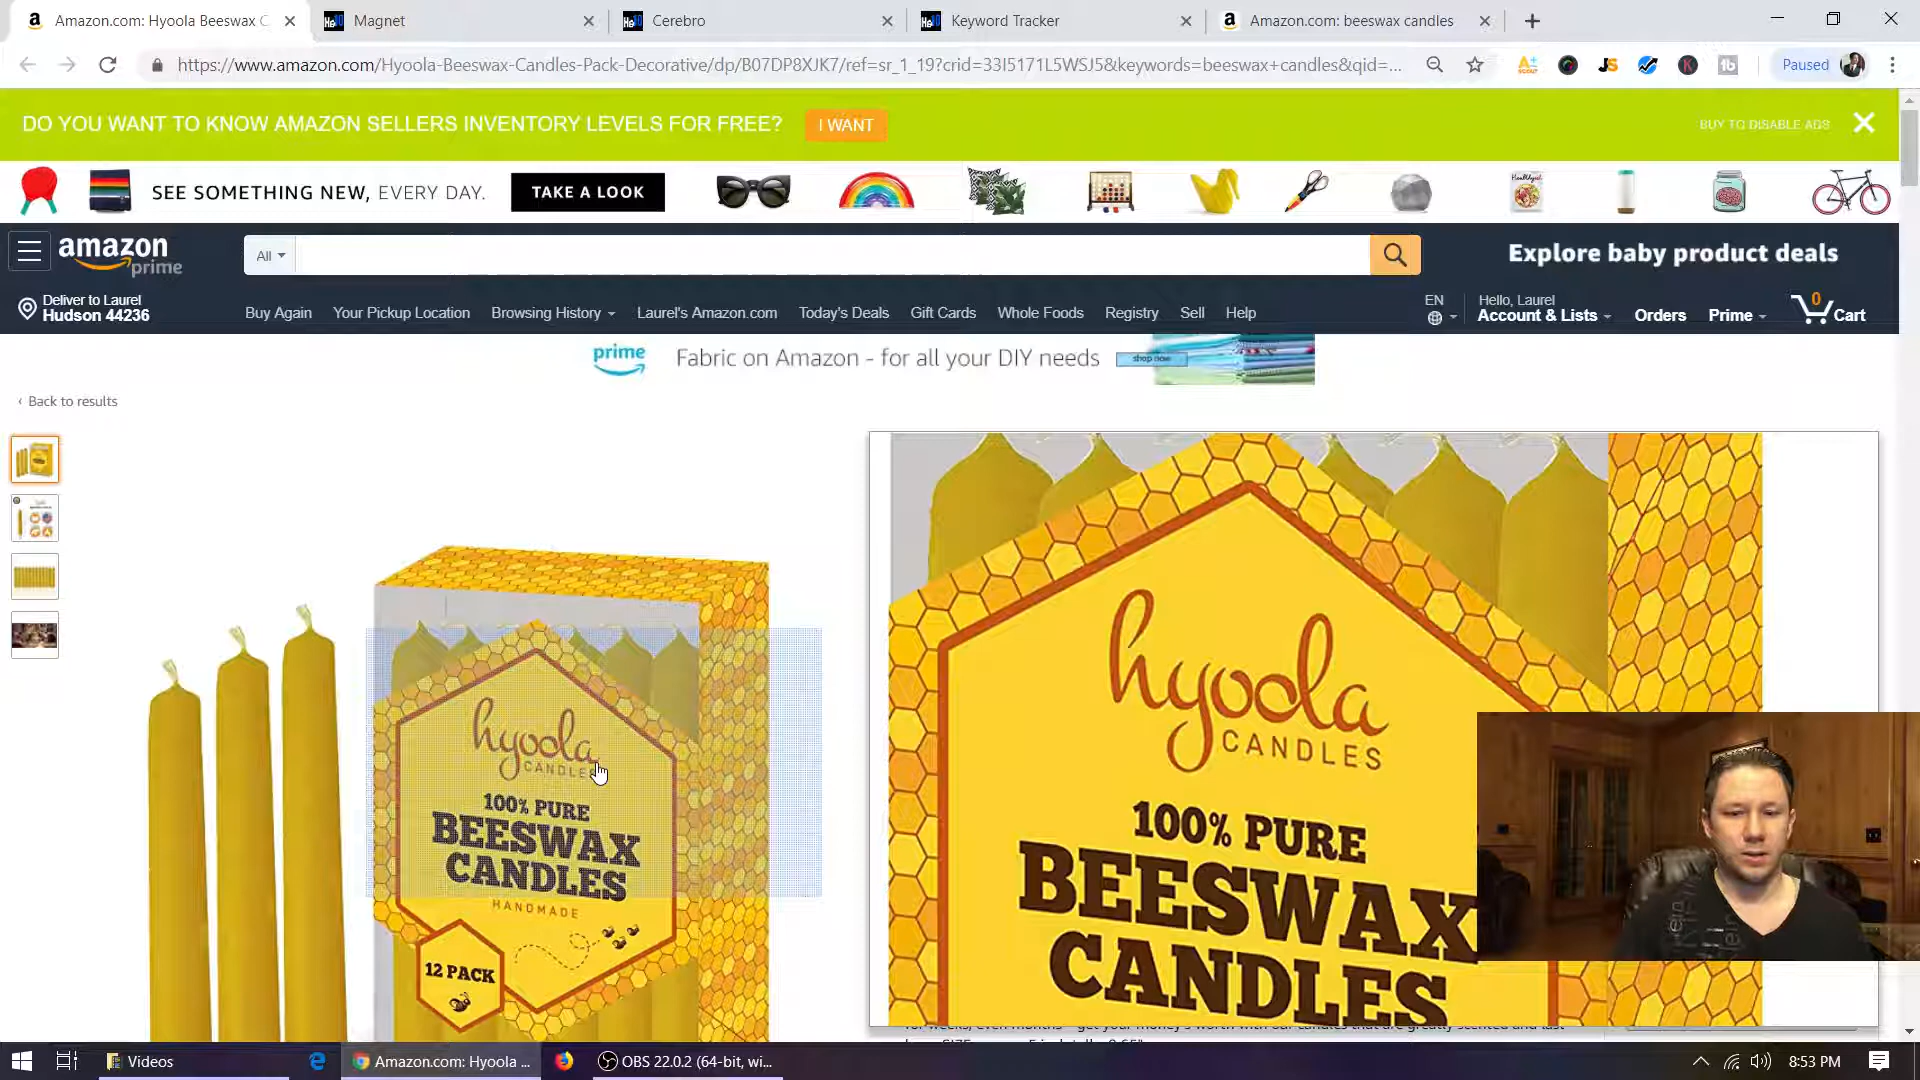 Amazon.com: Hyoola Beeswax C
Magnet
Cerebro
Keyword Tracker
Amazon.com: beeswax candles
https://www.amazon.com/Hyoola-Beeswax-Candles-Pack-Decorative/dp/B07DP8XJK7/ref=sr_1_19?crid=33I5171L5WSJ5&keywords=beeswax+candles&qid=...
Paused
DO YOU WANT TO KNOW AMAZON SELLERS INVENTORY LEVELS FOR FREE?
I WANT
BUY TO DISABLE ADS
SEE SOMETHING NEW, EVERY DAY.
TAKE A LOOK
amazon
prime
All
Explore baby product deals
Deliver to Laurel
Hudson 44236
Buy Again
Your Pickup Location
Browsing History
Laurel's Amazon.com
Today's Deals
Gift Cards
Whole Foods
Registry
Sell
Help
EN
Hello, Laurel
Account & Lists
Orders
Prime
0
Cart
prime
Fabric on Amazon - for all your DIY needs
shop now
‹ Back to results
hyoola
CANDLES
100% PURE
BEESWAX
CANDLES
HANDMADE
12 PACK
hyoola
CANDLES
100% PURE
BEESWAX
CANDLES
Videos
Amazon.com: Hyoola ...
OBS 22.0.2 (64-bit, wi...
8:53 PM